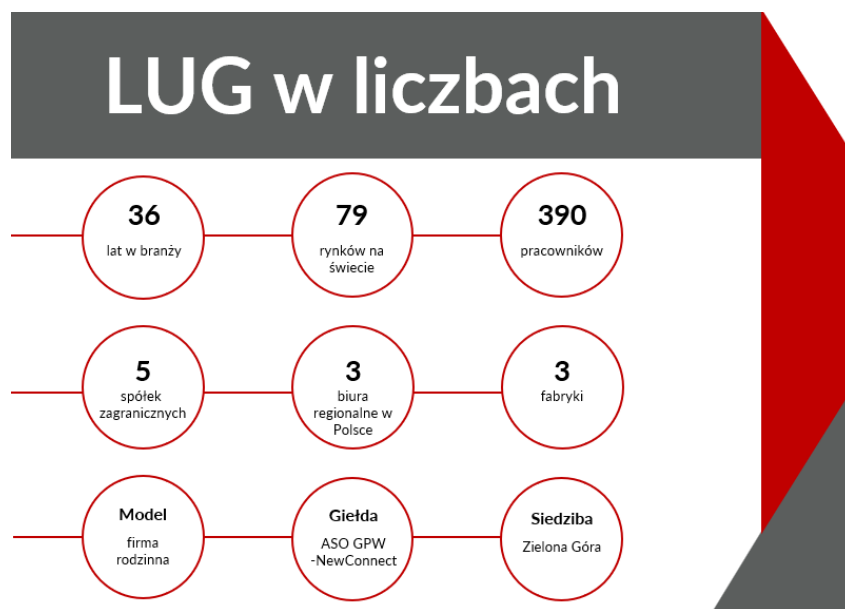 LUG w liczbach
36
lat w branży
79
rynków na
świecie
390
pracowników
5
spółek
zagranicznych
3
biura
regionalne w
Polsce
3
fabryki
Model
firma
rodzinna
Giełda
ASO GPW
-NewConnect
Siedziba
Zielona Góra